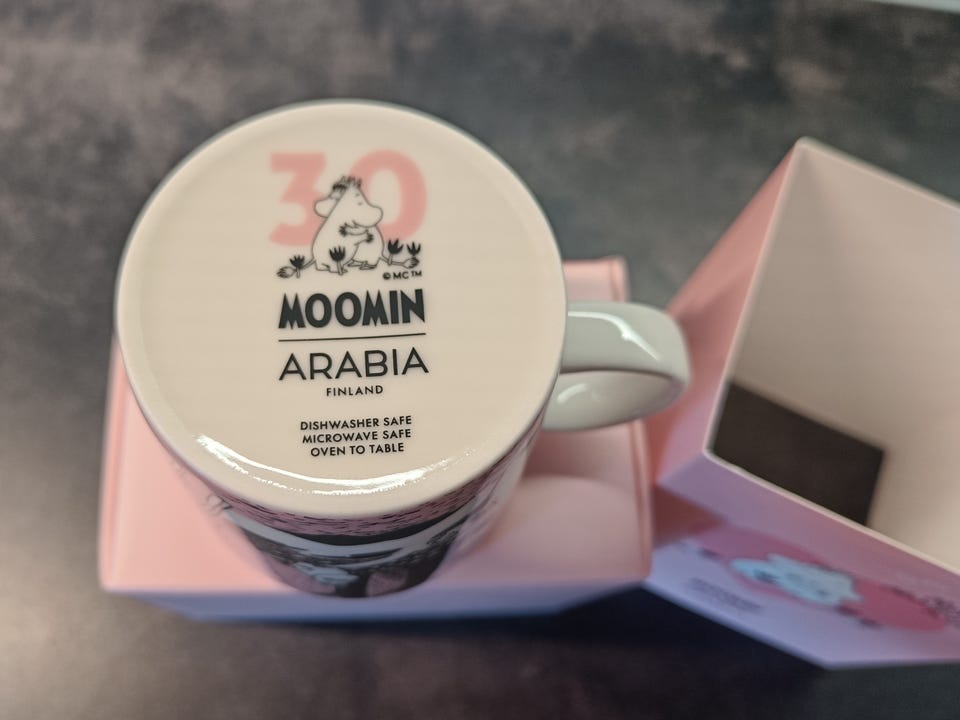 30
©MC™
MOOMIN
ARABIA
FINLAND
DISHWASHER SAFE
MICROWAVE SAFE
OVEN TO TABLE